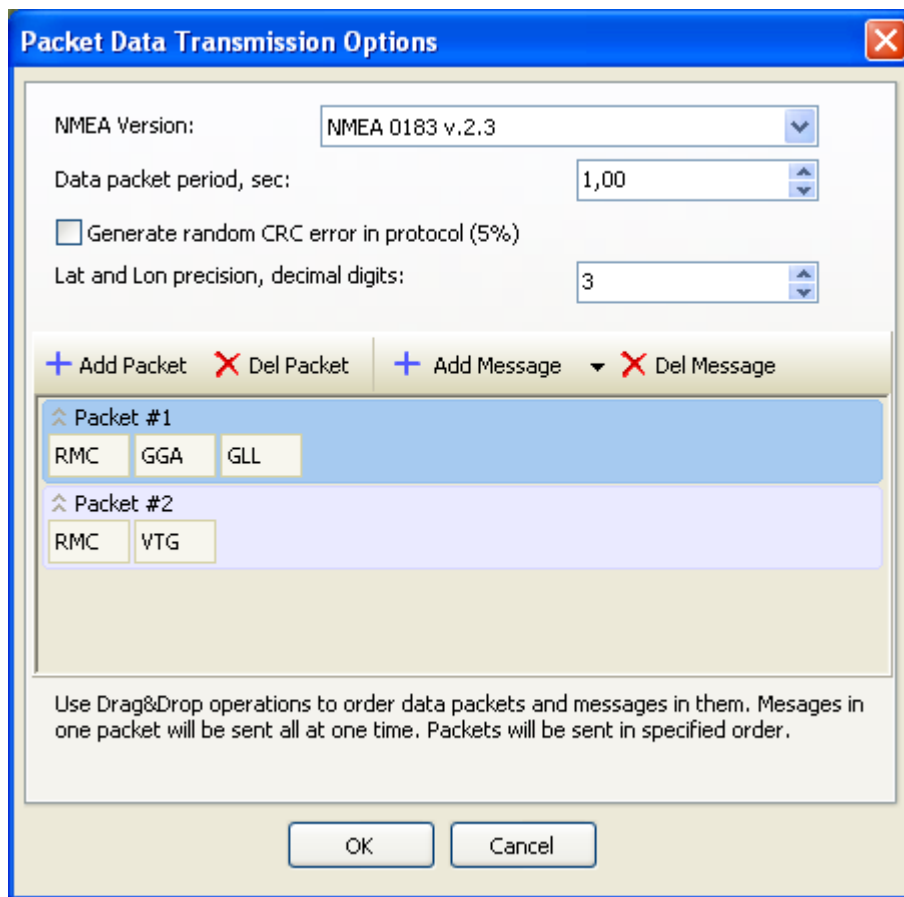 Packet Data Transmission Options
NMEA Version: NMEA 0183 v.2.3
Data packet period, sec: 1,00
Generate random CRC error in protocol (5%)
Lat and Lon precision, decimal digits: 3
Add Packet Del Packet Add Message Del Message
Packet #1
RMC GGA GLL
Packet #2
RMC VTG
Use Drag&Drop operations to order data packets and messages in them. Mesages in
one packet will be sent all at one time. Packets will be sent in specified order.
OK Cancel